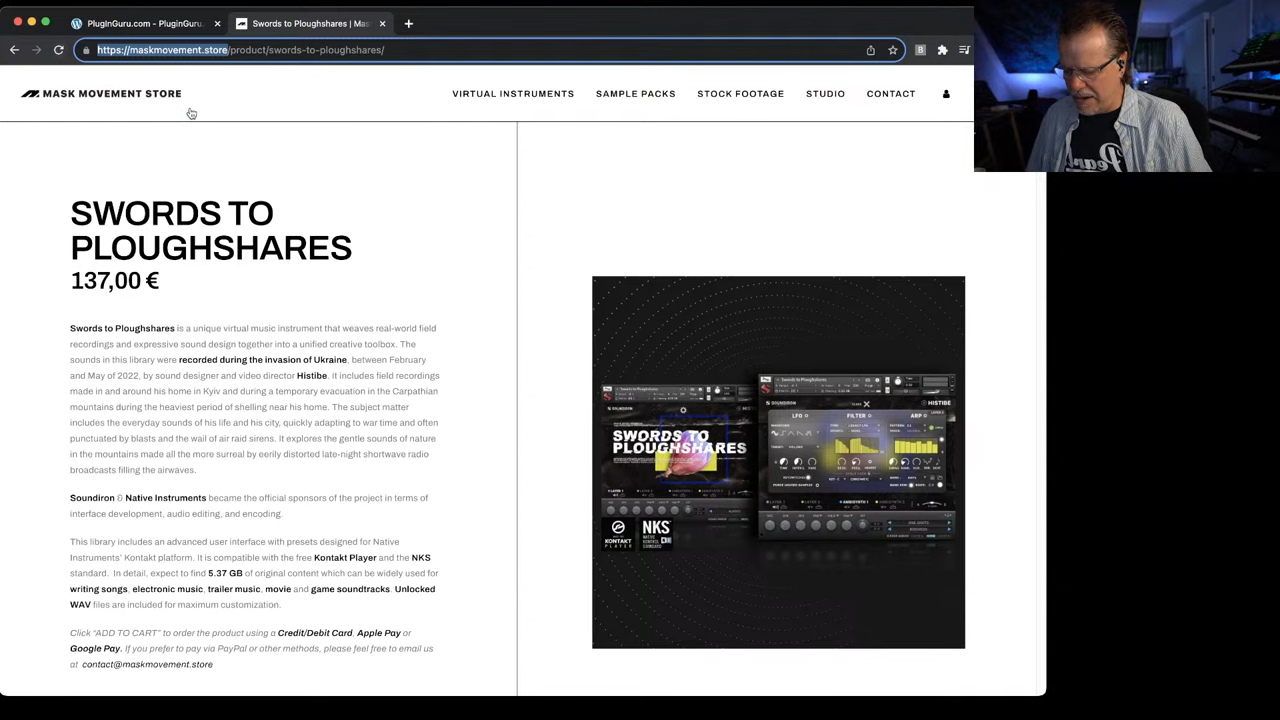 PlugInGuru.com - PluginGuru.
Swords to Ploughshares | Mas
https://maskmovement.store/product/swords-to-ploughshares/
MASK MOVEMENT STORE
VIRTUAL INSTRUMENTS
SAMPLE PACKS
STOCK FOOTAGE
STUDIO
CONTACT
SWORDS TO
PLOUGHSHARES
137,00 €
Swords to Ploughshares is a unique virtual music instrument that weaves real-world field
recordings and expressive sound design together into a unified creative toolbox. The
sounds in this library were recorded during the invasion of Ukraine, between February
and May of 2022, by sound designer and video director Histibe. It includes field recordings
made in and around his home in Kyiv and during a temporary evacuation in the Carpathian
mountains during the heaviest period of shelling near his home. The subject matter
includes the everyday sounds of his life and his city, quickly adapting to war time and often
punctuated by blasts and the wail of air raid sirens. It explores the gentle sounds of nature
in the mountains made all the more surreal by eerily distorted late-night shortwave radio
broadcasts filling the airwaves.
Soundiron & Native Instruments became the official sponsors of the project in terms of
interface development, audio editing, and encoding.
This library includes an advanced user interface with presets designed for Native
Instruments' Kontakt platform. It is compatible with the free Kontakt Player and the NKS
standard. In detail, expect to find 5.37 GB of original content which can be widely used for
writing songs, electronic music, trailer music, movie and game soundtracks. Unlocked
WAV files are included for maximum customization.
Click "ADD TO CART" to order the product using a Credit/Debit Card, Apple Pay or
Google Pay. If you prefer to pay via PayPal or other methods, please feel free to email us
at contact@maskmovement.store
Swords to Ploughshares
SOUNDIRON
SWORDS TO
PLOUGHSHARES
KONTAKT
PLAYER
NKS
Swords to Ploughshares
SOUNDIRON
HISTIBE
LFO
FILTER
ARP